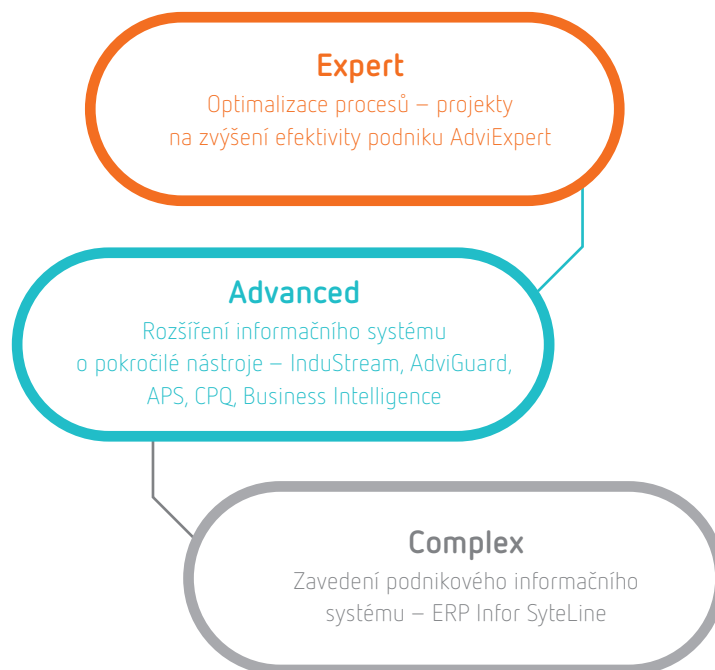 Expert
Optimalizace procesů – projekty
na zvýšení efektivity podniku AdviExpert
Advanced
Rozšíření informačního systému
o pokročilé nástroje – InduStream, AdviGuard,
APS, CPQ, Business Intelligence
Complex
Zavedení podnikového informačního
systému – ERP Infor SyteLine